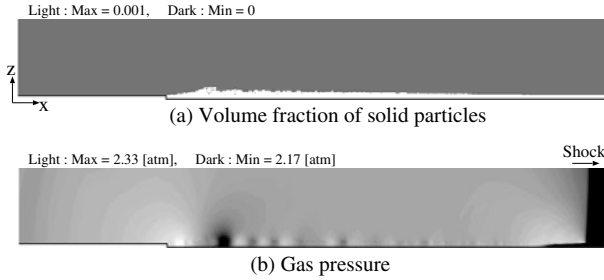 Light : Max = 0.001,    Dark : Min = 0
z
x
(a) Volume fraction of solid particles
Light : Max = 2.33 [atm],    Dark : Min = 2.17 [atm]
Shock
(b) Gas pressure